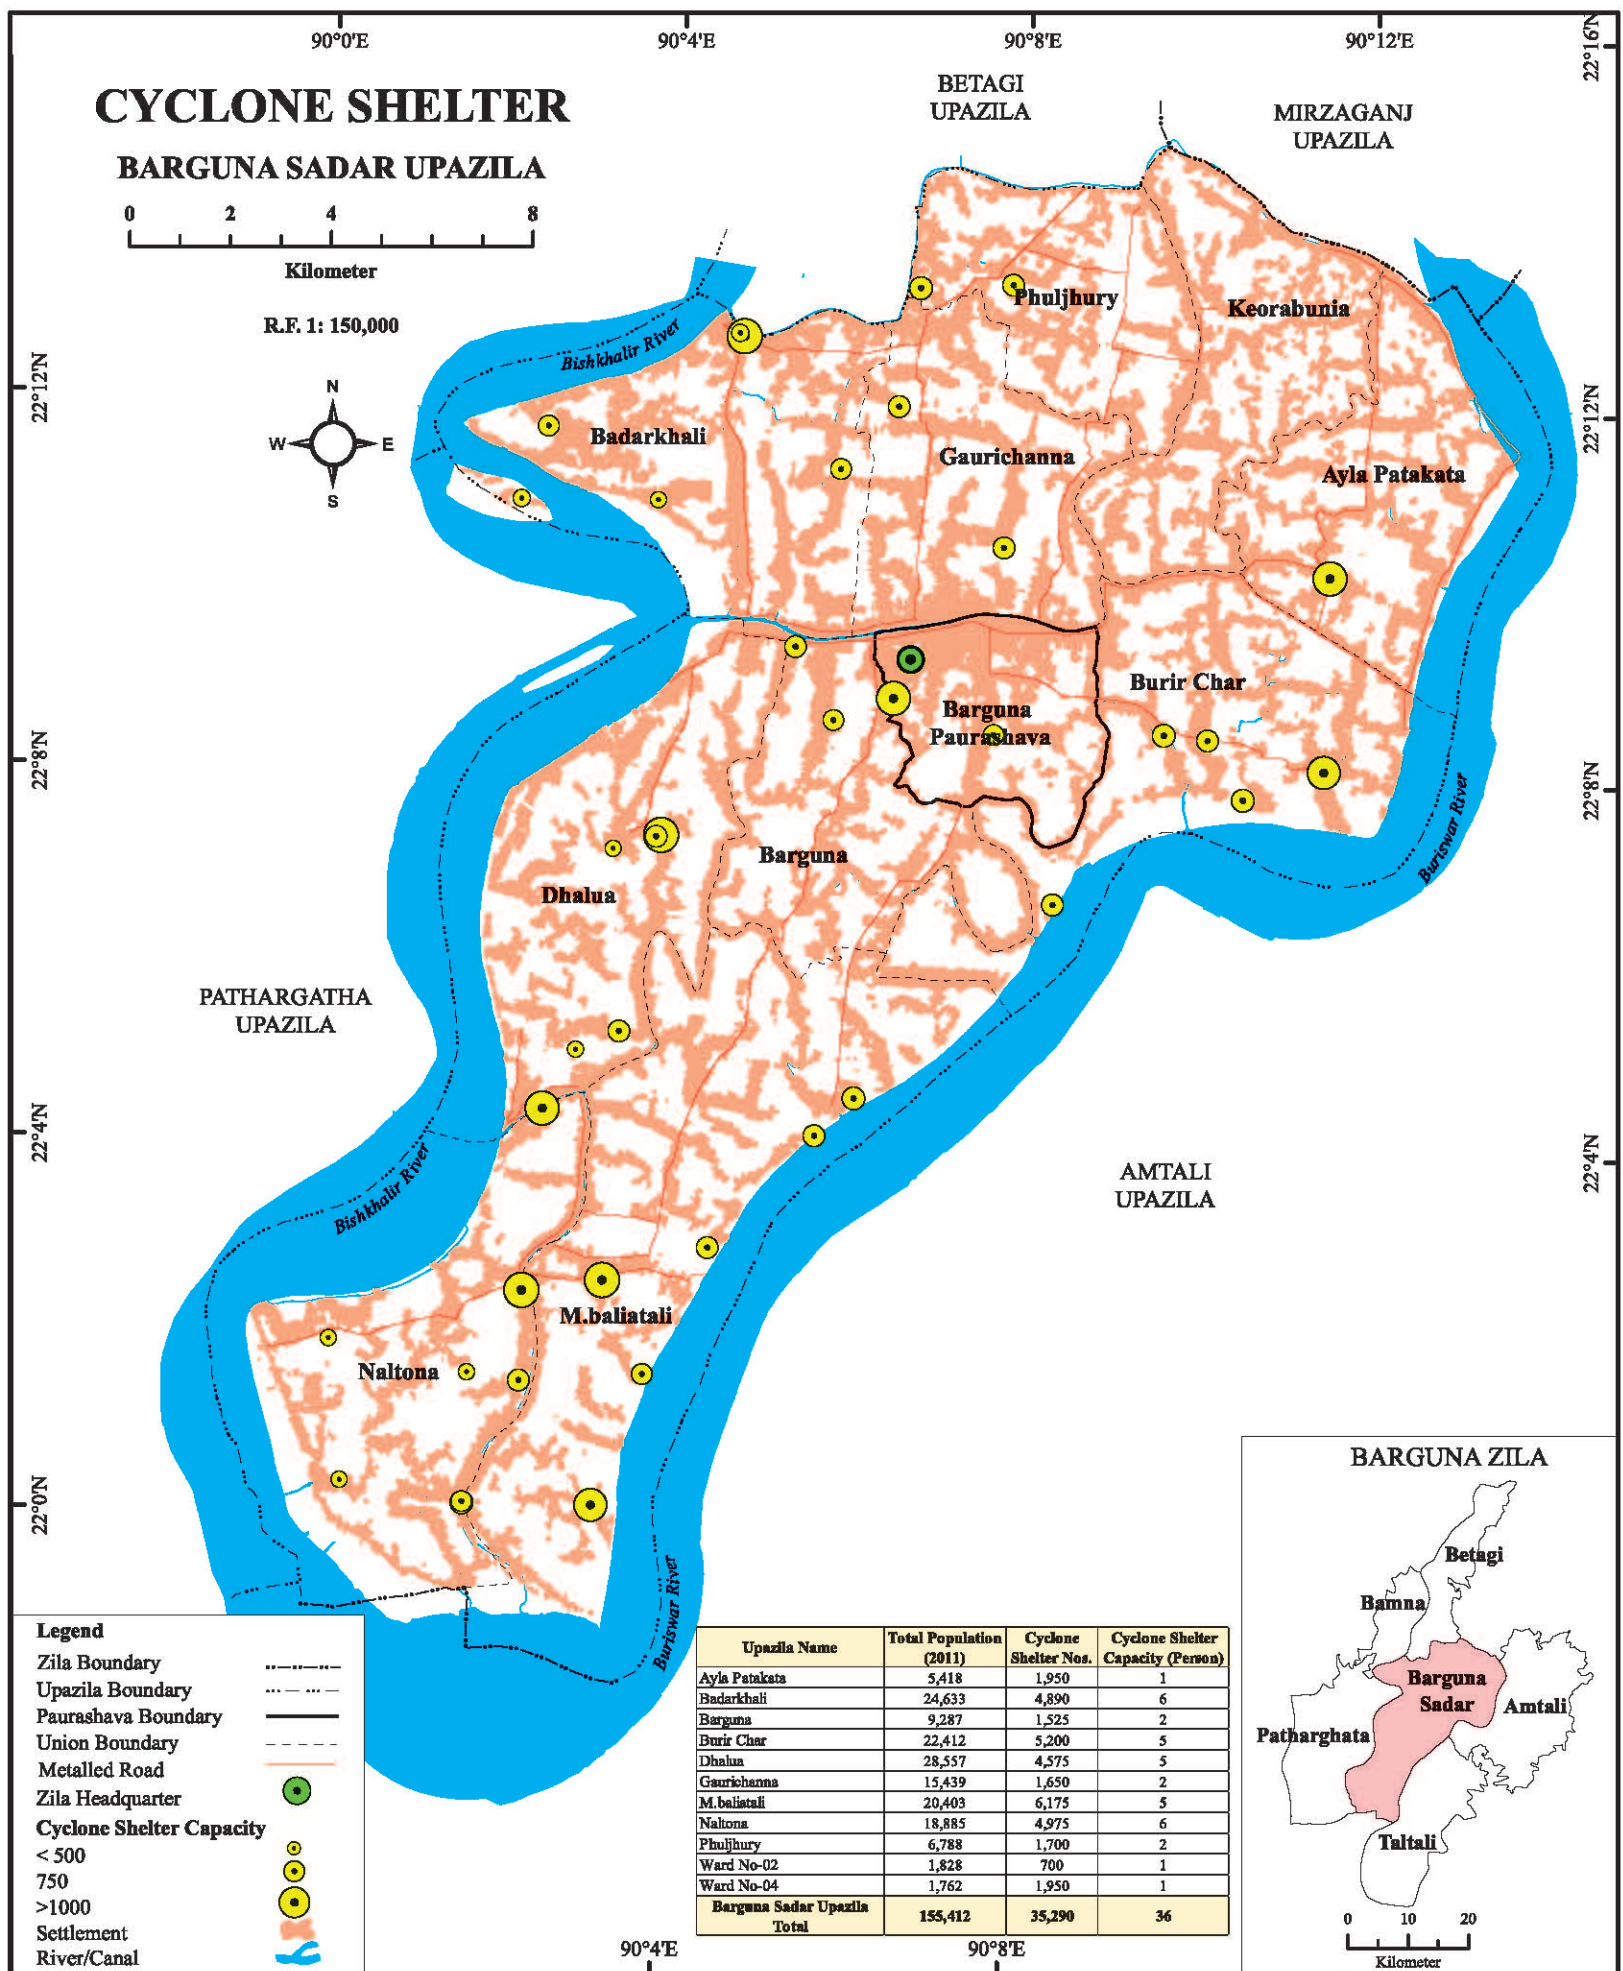 90°0'E
90°4'E
90°8'E
90°12'E
22°16'N
CYCLONE SHELTER
BARGUNA SADAR UPAZILA
0 2 4 8
Kilometer
R.F. 1: 150,000
N
W E
S
BETAGI
UPAZILA
MIRZAGANJ
UPAZILA
Bishkhalir River
Phuljhury
Keorabunia
22°12'N
22°12'N
Badarkhali
Gaurichanna
Ayla Patakata
Burir Char
Barguna
Paurashava
22°8'N
22°8'N
Buriswar River
Barguna
Dhalua
PATHARGATHA
UPAZILA
22°4'N
22°4'N
AMTALI
UPAZILA
Bishkhalir River
M.baliatali
Naltona
22°0'N
Buriswar River
BARGUNA ZILA
Betagi
Bamna
Barguna
Sadar
Amtali
Patharghata
Taltali
0 10 20
Kilometer
Legend
Zila Boundary
Upazila Boundary
Paurashava Boundary
Union Boundary
Metalled Road
Zila Headquarter
Cyclone Shelter Capacity
< 500
750
>1000
Settlement
River/Canal
Upazila Name Total Population (2011) Cyclone Shelter Nos. Cyclone Shelter Capacity (Person)
Ayla Patakata 5,418 1,950 1
Badarkhali 24,633 4,890 6
Barguna 9,287 1,525 2
Burir Char 22,412 5,200 5
Dhalua 28,557 4,575 5
Gaurichanna 15,439 1,650 2
M.baliatali 20,403 6,175 5
Naltona 18,885 4,975 6
Phuljhury 6,788 1,700 2
Ward No-02 1,828 700 1
Ward No-04 1,762 1,950 1
Barguna Sadar Upazila Total 155,412 35,290 36
90°4'E
90°8'E